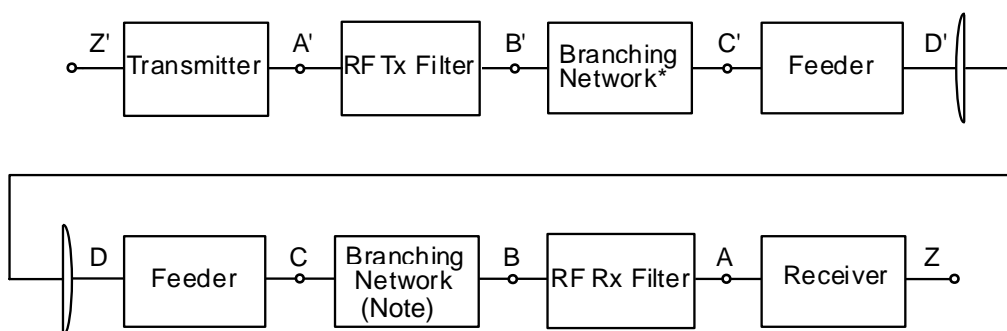 Z' A' B' C' D'
Transmitter
RF Tx Filter
Branching
Network*
Feeder
D C B A Z
Feeder
Branching
Network
(Note)
RF Rx Filter
Receiver